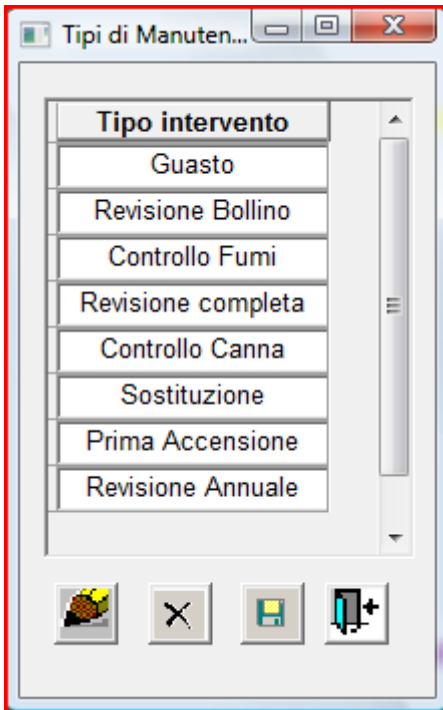 Tipi di Manuten...
Tipo intervento
Guasto
Revisione Bollino
Controllo Fumi
Revisione completa
Controllo Canna
Sostituzione
Prima Accensione
Revisione Annuale